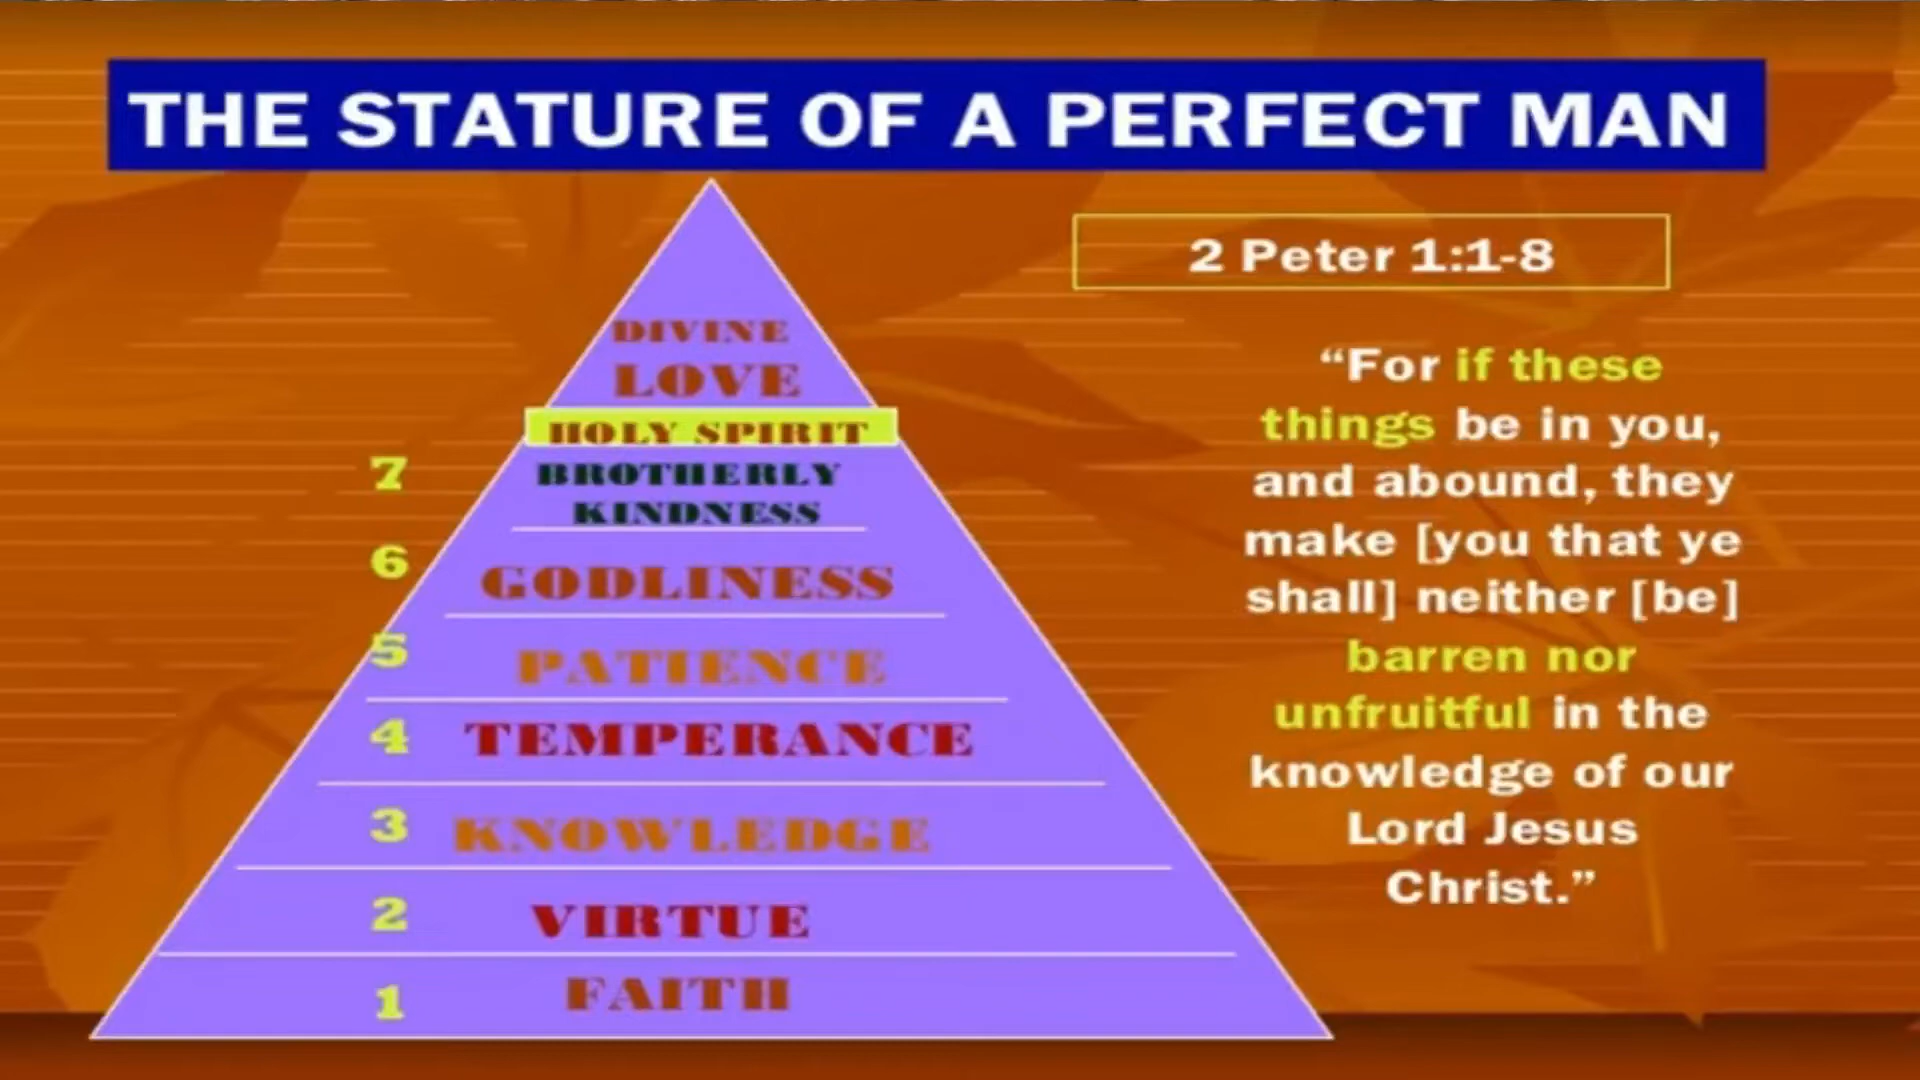 THE STATURE OF A PERFECT MAN
2 Peter 1:1-8
DIVINE
LOVE
HOLY SPIRIT
7 BROTHERLY
KINDNESS
6 GODLINESS
5 PATIENCE
4 TEMPERANCE
3 KNOWLEDGE
2 VIRTUE
1 FAITH
“For if these
things be in you,
and abound, they
make [you that ye
shall] neither [be]
barren nor
unfruitful in the
knowledge of our
Lord Jesus
Christ.”